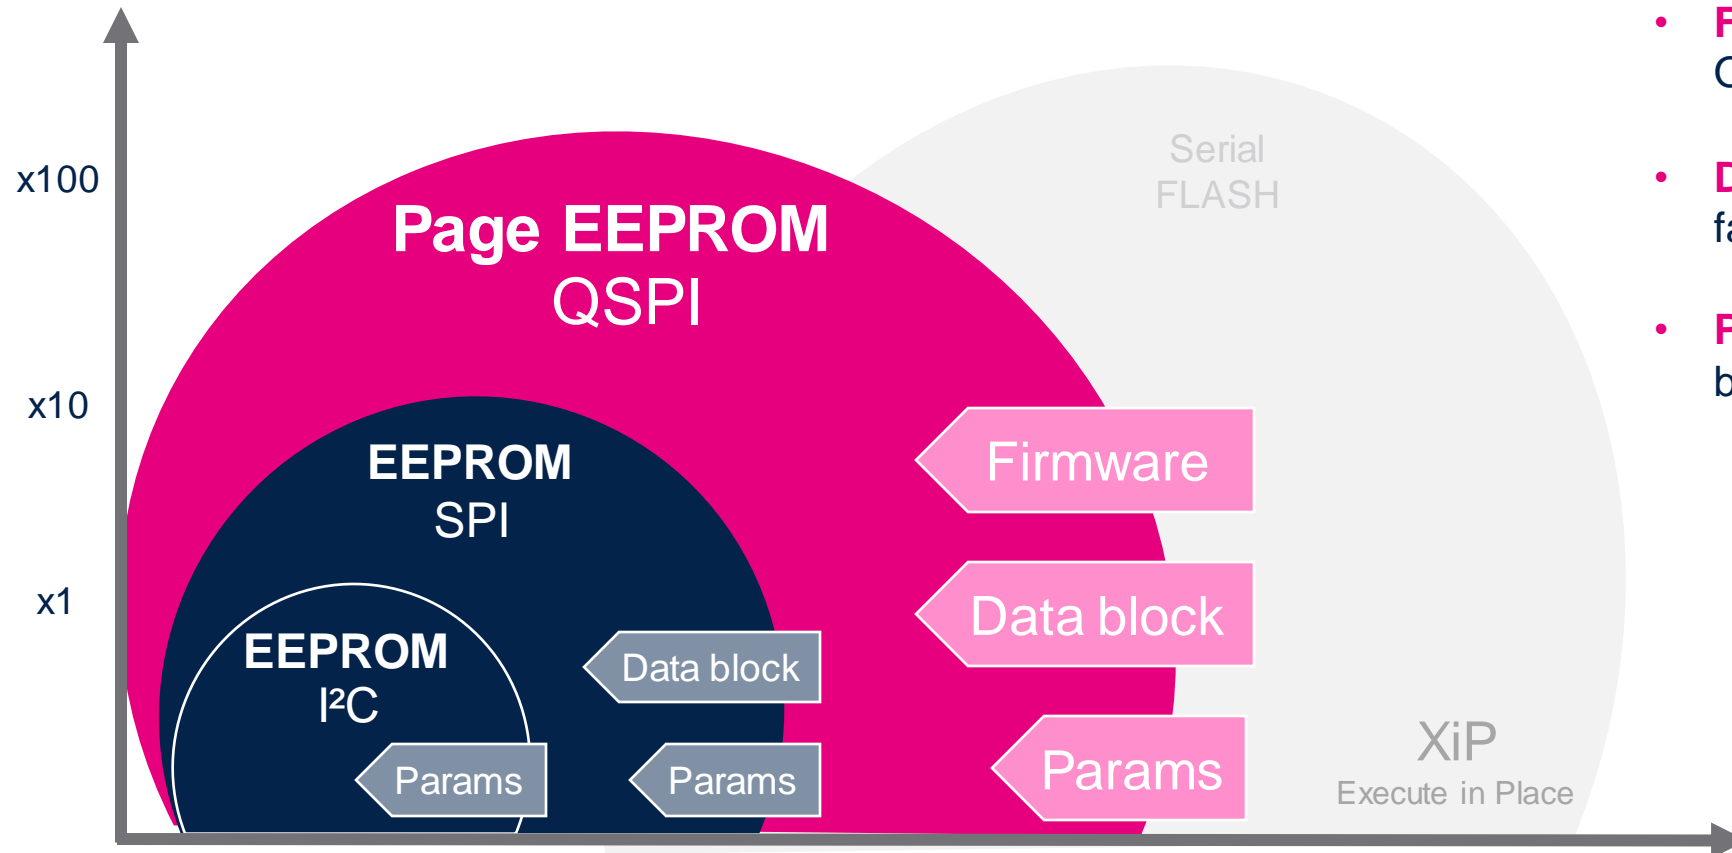 x100
x10
x1
Serial
FLASH
Page EEPROM
QSPI
EEPROM
SPI
EEPROM
I²C
Firmware
Data block
Params
Data block
Params
Params
XiP
Execute in Place